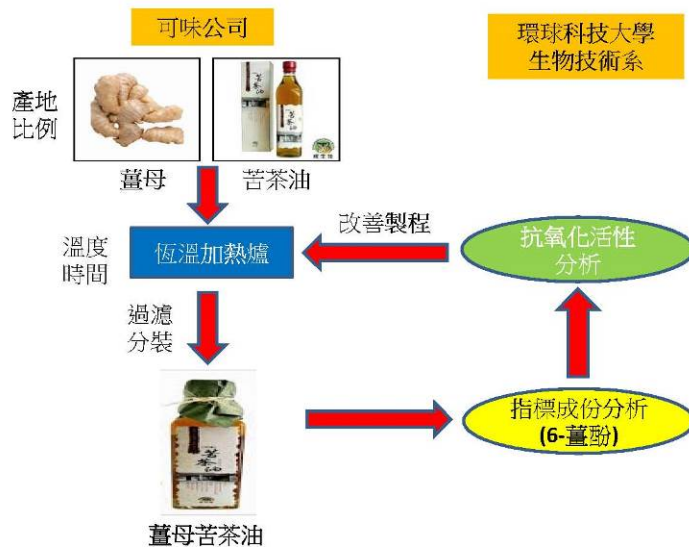 可味公司
環球科技大學
生物技術系
產地
比例
薑母
苦茶油
改善製程
抗氧化活性
分析
溫度
時間
恆溫加熱爐
過濾
分裝
指標成份分析
(6-薑酚)
苦茶油
薑母苦茶油